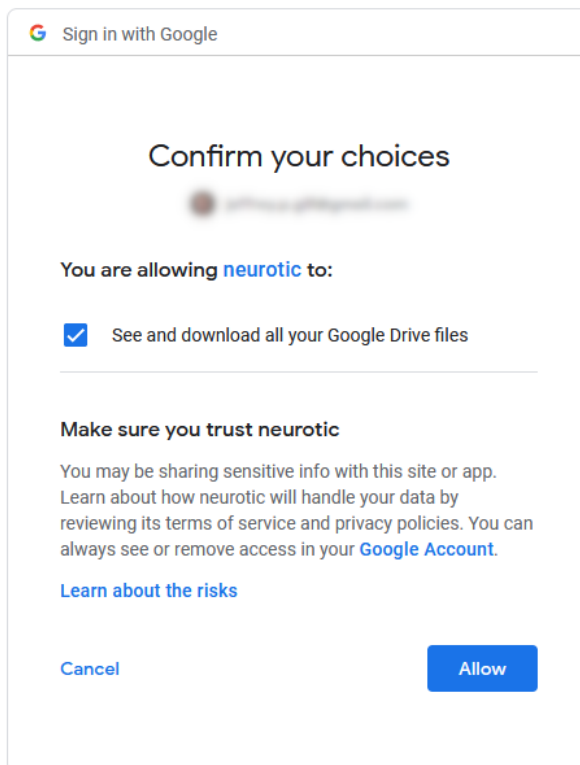 Sign in with Google
Confirm your choices
You are allowing neurotic to:
See and download all your Google Drive files
Make sure you trust neurotic
You may be sharing sensitive info with this site or app.
Learn about how neurotic will handle your data by
reviewing its terms of service and privacy policies. You can
always see or remove access in your Google Account.
Learn about the risks
Cancel
Allow